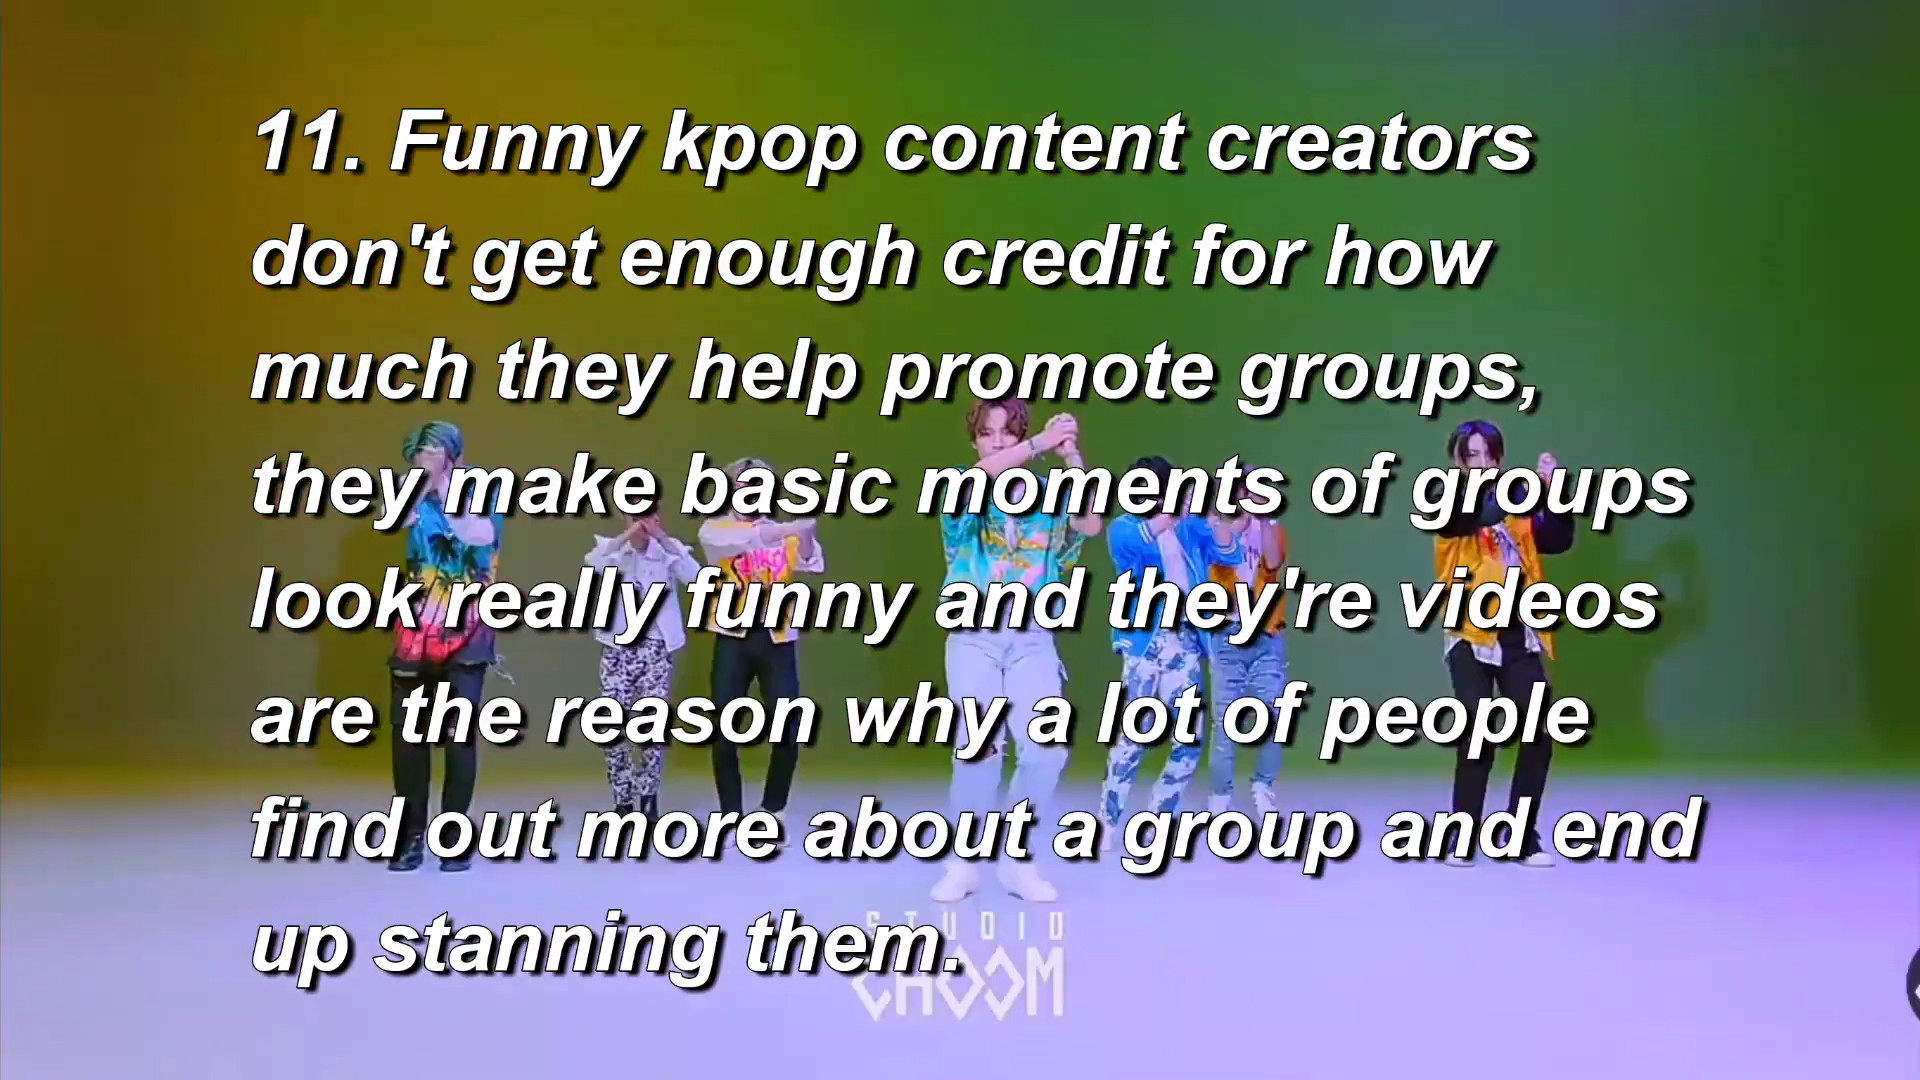 11. Funny kpop content creators
don't get enough credit for how
much they help promote groups,
they make basic moments of groups
look really funny and they're videos
are the reason why a lot of people
find out more about a group and end
up stanning them.
STUDIO
CHOOM